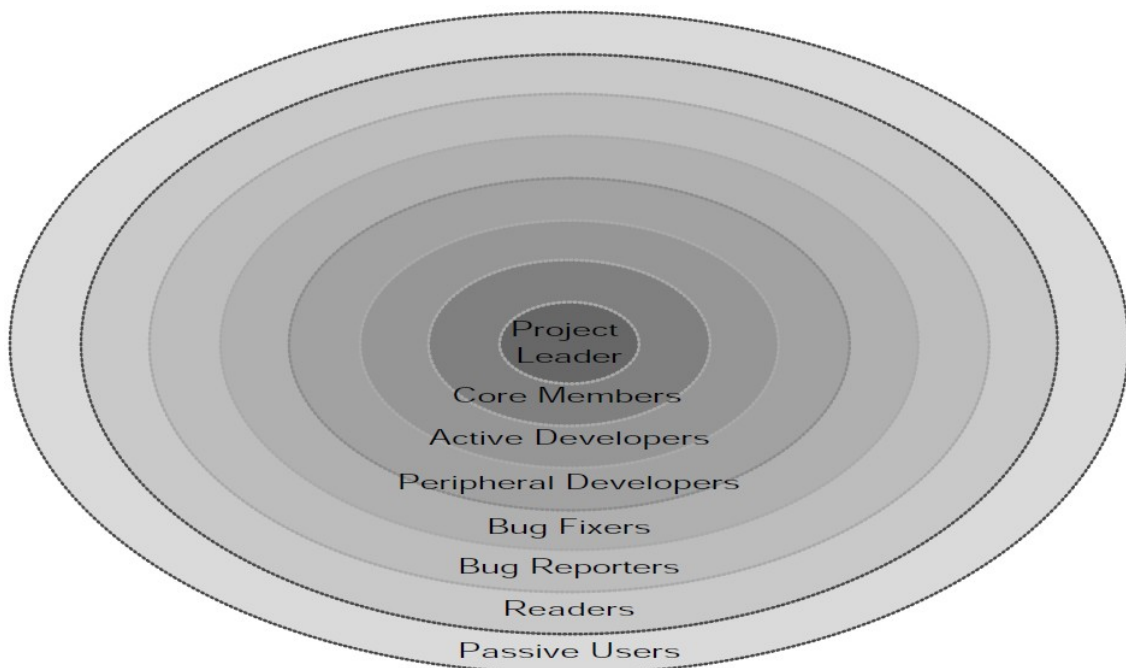 Project
Leader
Core Members
Active Developers
Peripheral Developers
Bug Fixers
Bug Reporters
Readers
Passive Users